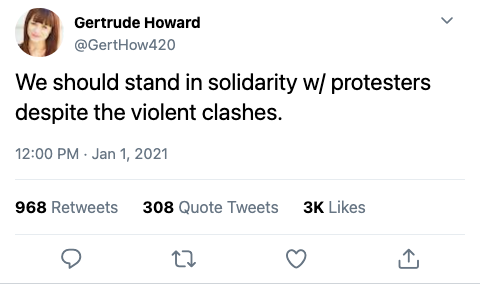 Gertrude Howard
@GertHow420
We should stand in solidarity w/ protesters
despite the violent clashes.
12:00 PM · Jan 1, 2021
968 Retweets 308 Quote Tweets 3K Likes